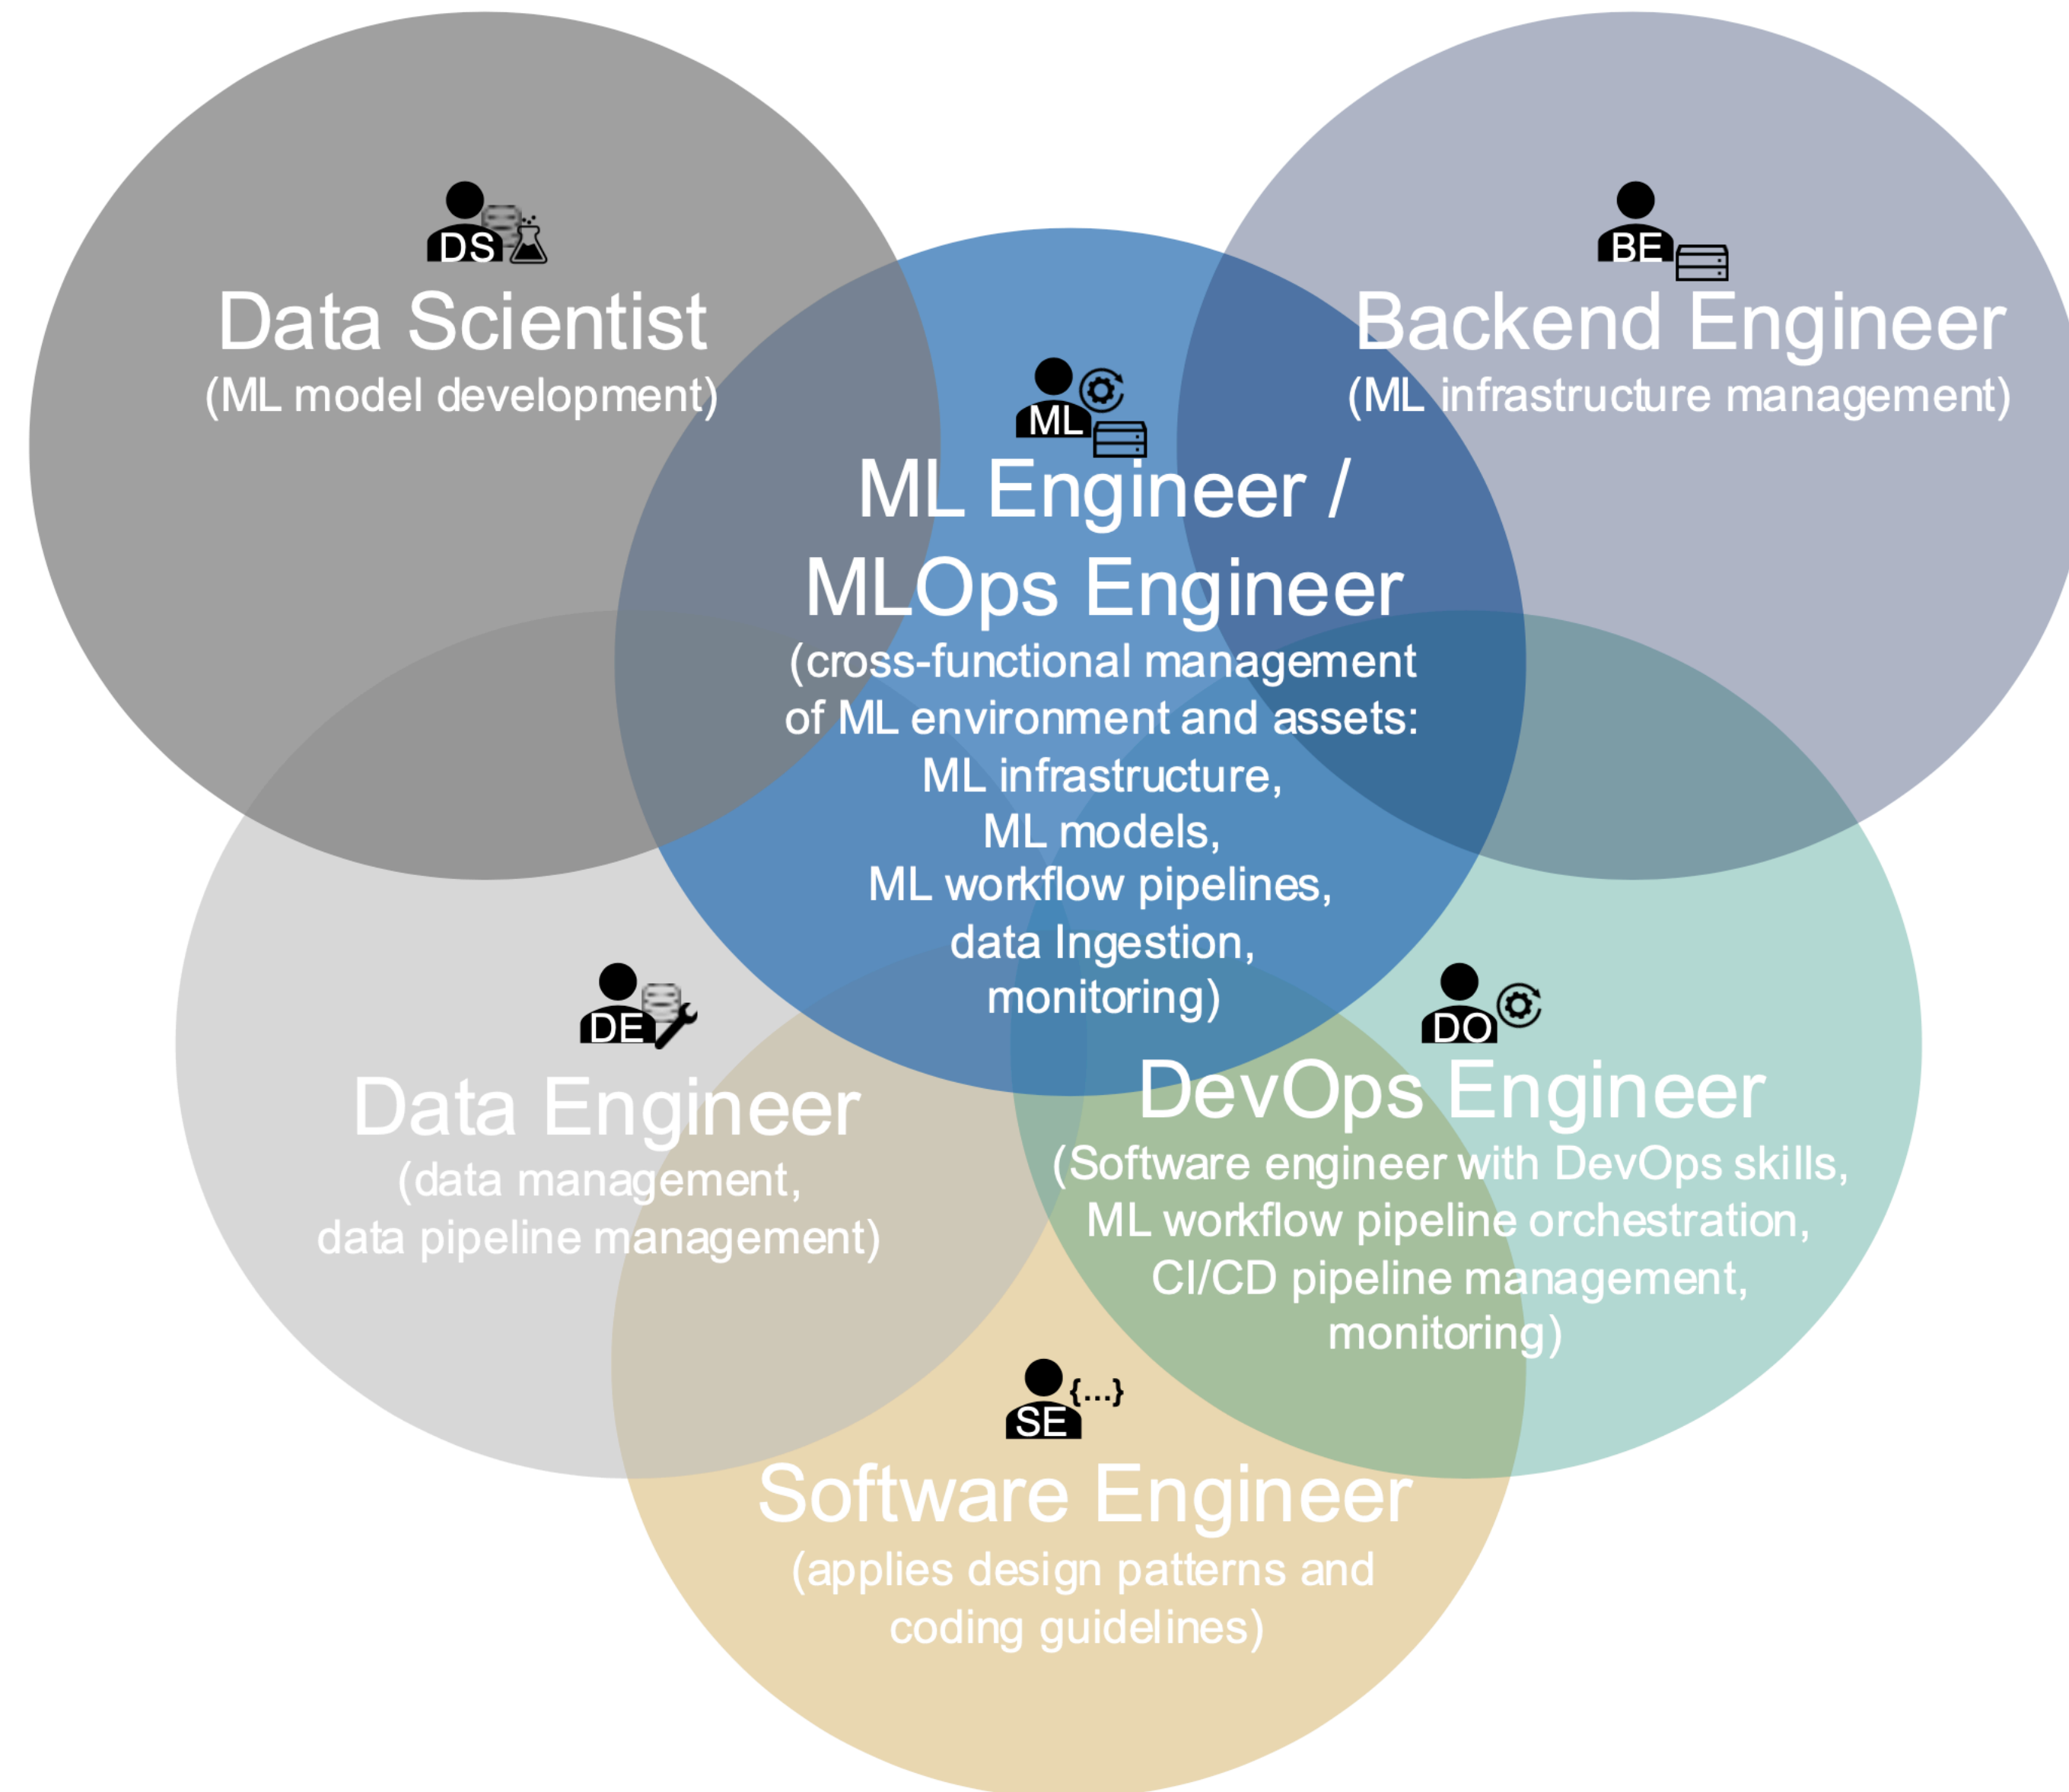 DS
Data Scientist
(ML model development)
BE
Backend Engineer
(ML infrastructure management)
ML
ML Engineer /
MLOps Engineer
(cross-functional management
of ML environment and assets:
ML infrastructure,
ML models,
ML workflow pipelines,
data Ingestion,
monitoring)
DE
Data Engineer
(data management,
data pipeline management)
DO
DevOps Engineer
(Software engineer with DevOps skills,
ML workflow pipeline orchestration,
CI/CD pipeline management,
monitoring)
SE {...}
Software Engineer
(applies design patterns and
coding guidelines)